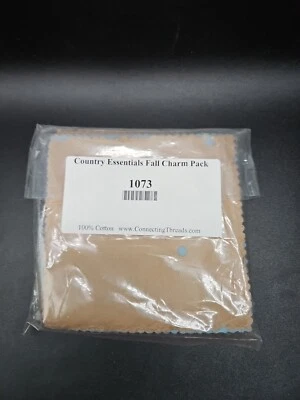 Country Essentials Fall Charm Pack
1073
100% Cotton www.ConnectingThreads.com